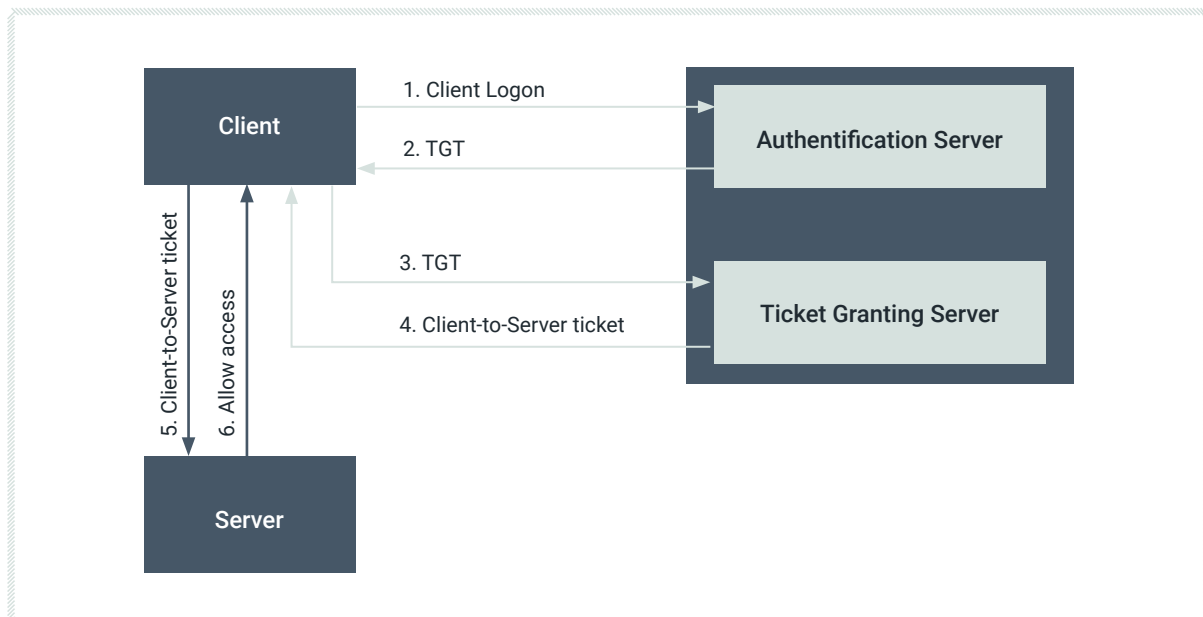 Client
1. Client Logon
Authentification Server
2. TGT
3. TGT
Ticket Granting Server
4. Client-to-Server ticket
5. Client-to-Server ticket
6. Allow access
Server